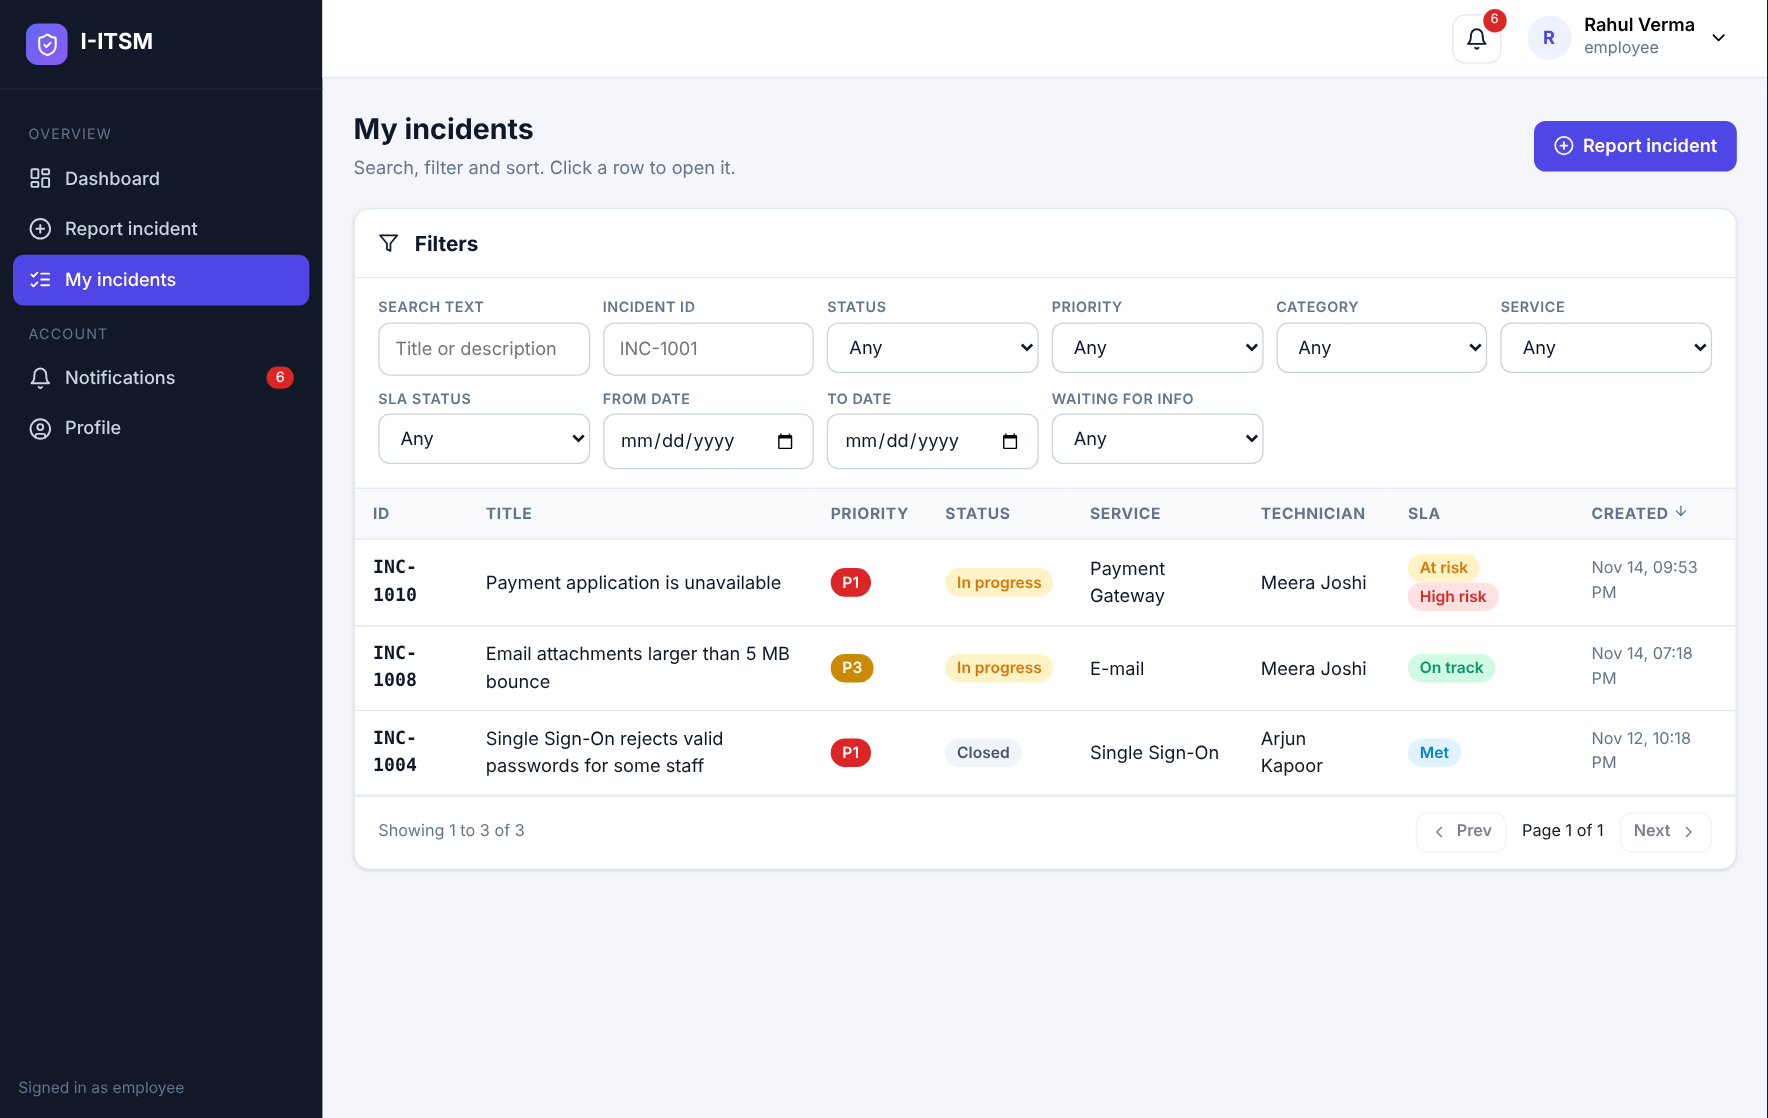 I-ITSM
OVERVIEW
Dashboard
Report incident
My incidents
ACCOUNT
Notifications 6
Profile
Signed in as employee
6
R
Rahul Verma
employee
My incidents
Search, filter and sort. Click a row to open it.
Report incident
Filters
SEARCH TEXT INCIDENT ID STATUS PRIORITY CATEGORY SERVICE
Title or description INC-1001 Any Any Any Any
SLA STATUS FROM DATE TO DATE WAITING FOR INFO
Any mm/dd/yyyy mm/dd/yyyy Any
ID TITLE PRIORITY STATUS SERVICE TECHNICIAN SLA CREATED
INC-
1010
Payment application is unavailable
P1
In progress
Payment
Gateway
Meera Joshi
At risk
High risk
Nov 14, 09:53
PM
INC-
1008
Email attachments larger than 5 MB
bounce
P3
In progress
E-mail
Meera Joshi
On track
Nov 14, 07:18
PM
INC-
1004
Single Sign-On rejects valid
passwords for some staff
P1
Closed
Single Sign-On
Arjun
Kapoor
Met
Nov 12, 10:18
PM
Showing 1 to 3 of 3
Prev Page 1 of 1 Next